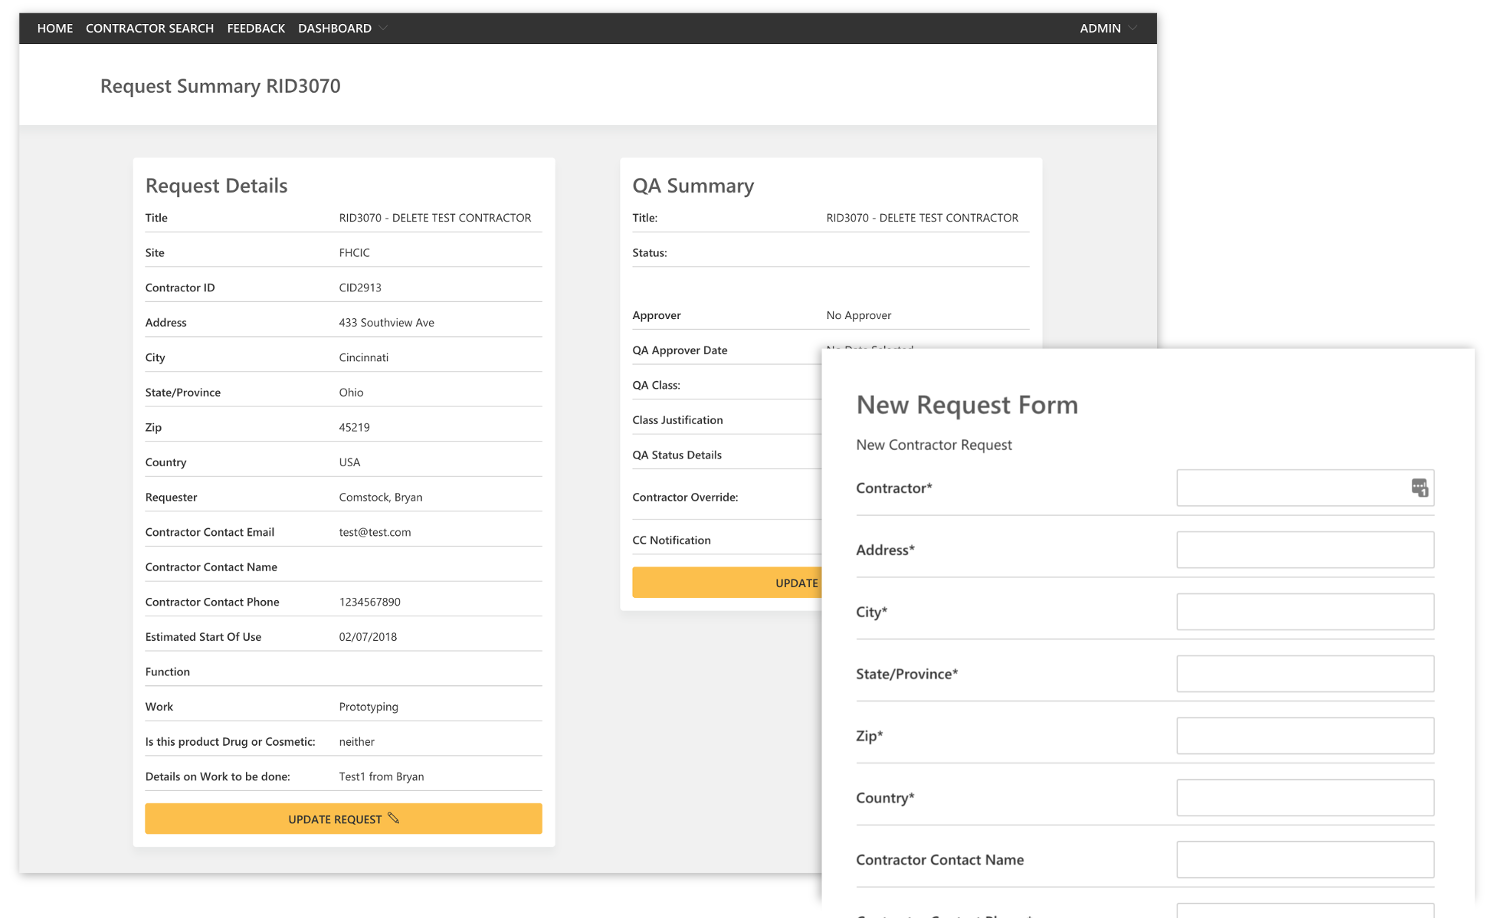 HOME CONTRACTOR SEARCH FEEDBACK DASHBOARD ADMIN
Request Summary RID3070
Request Details
Title RID3070 - DELETE TEST CONTRACTOR
Site FHCIC
Contractor ID CID2913
Address 433 Southview Ave
City Cincinnati
State/Province Ohio
Zip 45219
Country USA
Requester Comstock, Bryan
Contractor Contact Email test@test.com
Contractor Contact Name
Contractor Contact Phone 1234567890
Estimated Start Of Use 02/07/2018
Function
Work Prototyping
Is this product Drug or Cosmetic: neither
Details on Work to be done: Test1 from Bryan
UPDATE REQUEST
QA Summary
Title: RID3070 - DELETE TEST CONTRACTOR
Status:
Approver No Approver
QA Approver Date
QA Class:
Class Justification
QA Status Details
Contractor Override:
CC Notification
UPDATE
New Request Form
New Contractor Request
Contractor*
Address*
City*
State/Province*
Zip*
Country*
Contractor Contact Name